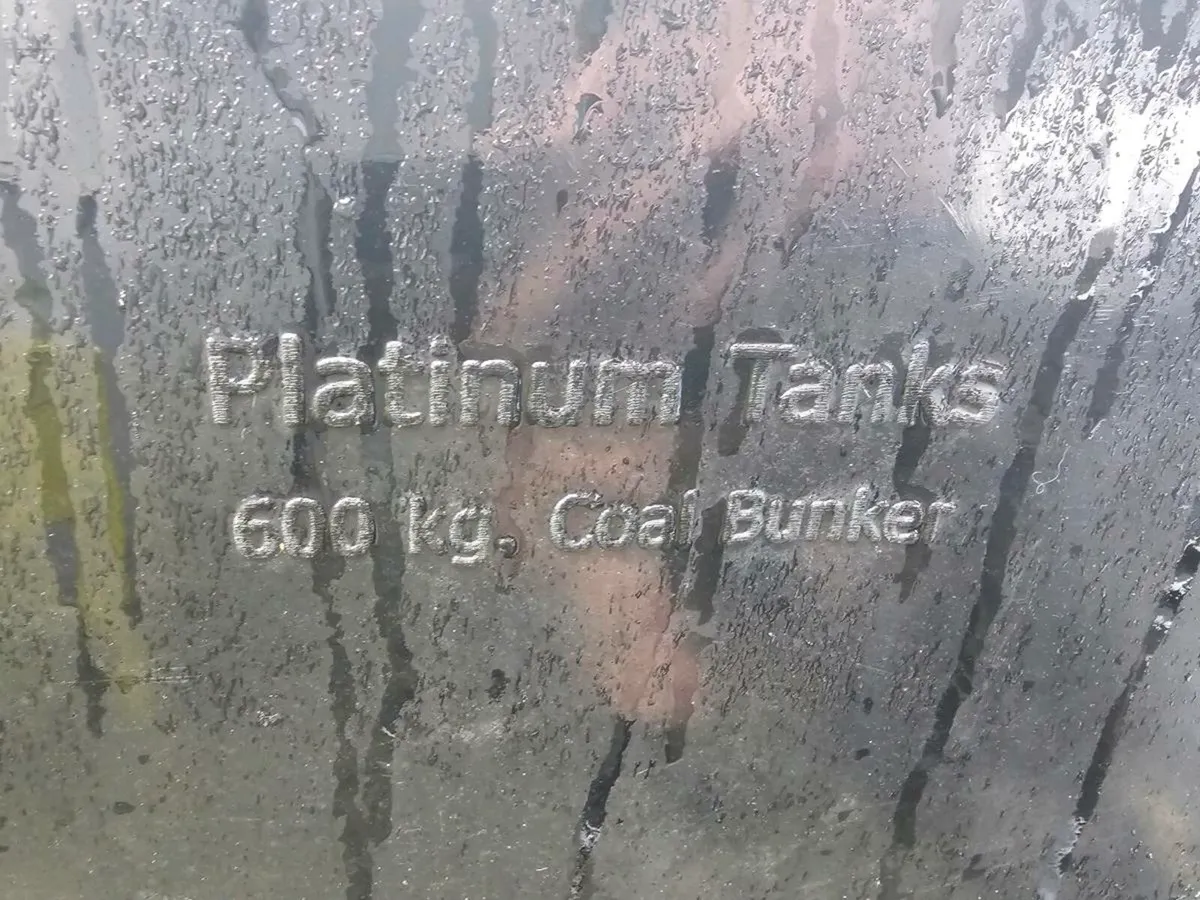 Platinum Tanks
600 kg. Coal Bunker